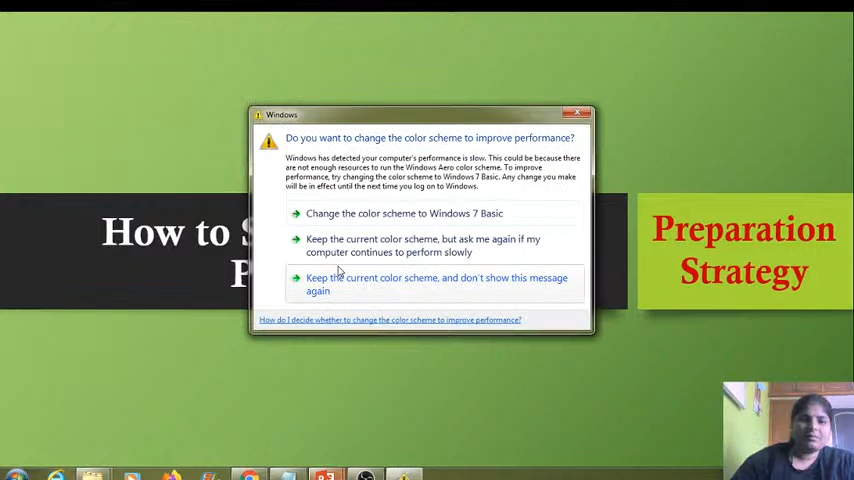 Windows
Do you want to change the color scheme to improve performance?
Windows has detected your computer's performance is slow. This could be because there
are not enough resources to run the Windows Aero color scheme. To improve
performance, try changing the color scheme to Windows 7 Basic. Any change you make
will be in effect until the next time you log on to Windows.
Change the color scheme to Windows 7 Basic
Keep the current color scheme, but ask me again if my
computer continues to perform slowly
Keep the current color scheme, and don't show this message
again
How do I decide whether to change the color scheme to improve performance?
How to
Preparation
Strategy